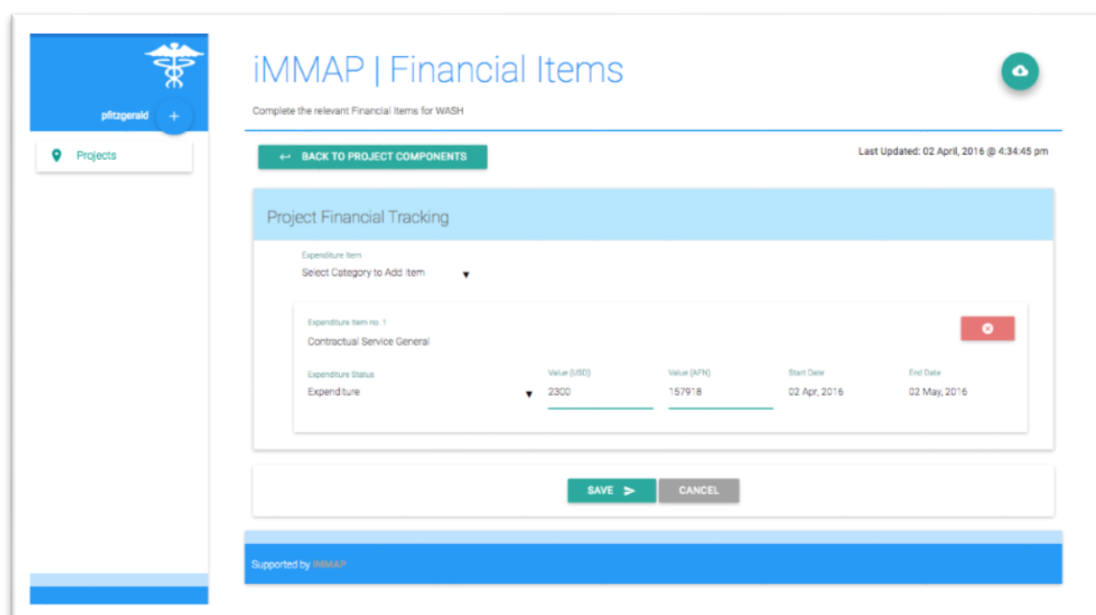 pfitzgerald
+
Projects
iMMAP | Financial Items
Complete the relevant Financial Items for WASH
BACK TO PROJECT COMPONENTS
Last Updated: 02 April, 2016 @ 4:34:45 pm
Project Financial Tracking
Expenditure Item
Select Category to Add Item
Expenditure Item no. 1
Contractual Service General
Expenditure Status
Expenditure
Value (USD)
2300
Value (AFN)
157918
Start Date
02 Apr, 2016
End Date
02 May, 2016
SAVE
CANCEL
Supported by iMMAP